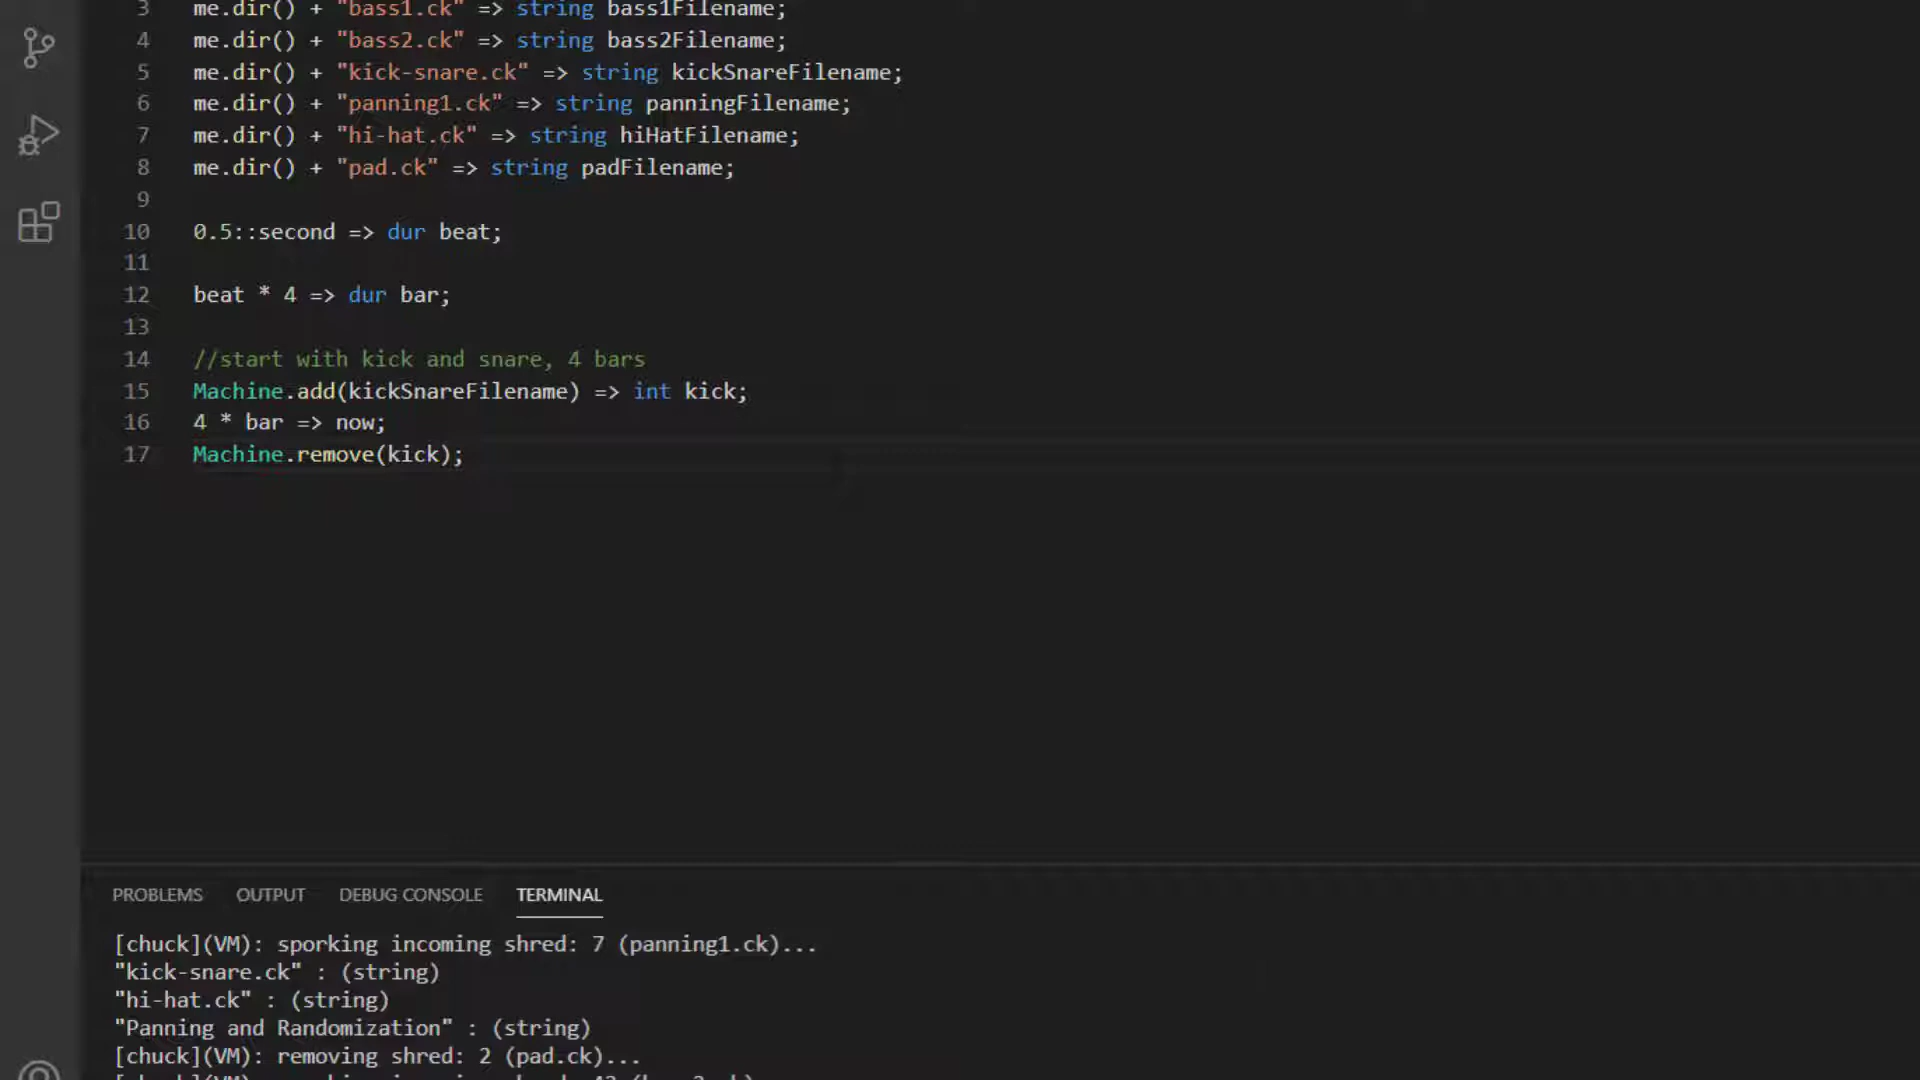 3 me.dir() + "bass1.ck" => string bass1Filename;
4 me.dir() + "bass2.ck" => string bass2Filename;
5 me.dir() + "kick-snare.ck" => string kickSnareFilename;
6 me.dir() + "panning1.ck" => string panningFilename;
7 me.dir() + "hi-hat.ck" => string hiHatFilename;
8 me.dir() + "pad.ck" => string padFilename;
9
10 0.5::second => dur beat;
11
12 beat * 4 => dur bar;
13
14 //start with kick and snare, 4 bars
15 Machine.add(kickSnareFilename) => int kick;
16 4 * bar => now;
17 Machine.remove(kick);
PROBLEMS OUTPUT DEBUG CONSOLE TERMINAL
[chuck](VM): sporking incoming shred: 7 (panning1.ck)...
"kick-snare.ck" : (string)
"hi-hat.ck" : (string)
"Panning and Randomization" : (string)
[chuck](VM): removing shred: 2 (pad.ck)...